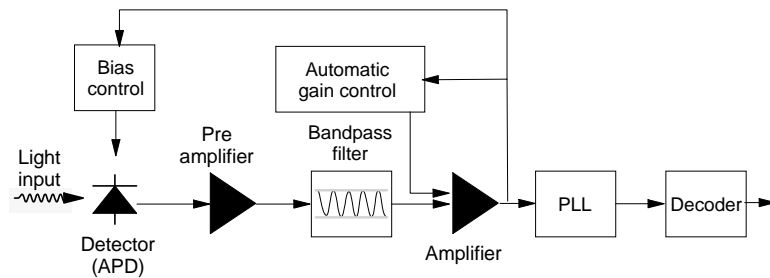 Bias
control
Automatic
gain control
Pre
amplifier
Bandpass
filter
Light
input
PLL
Decoder
Detector
(APD)
Amplifier